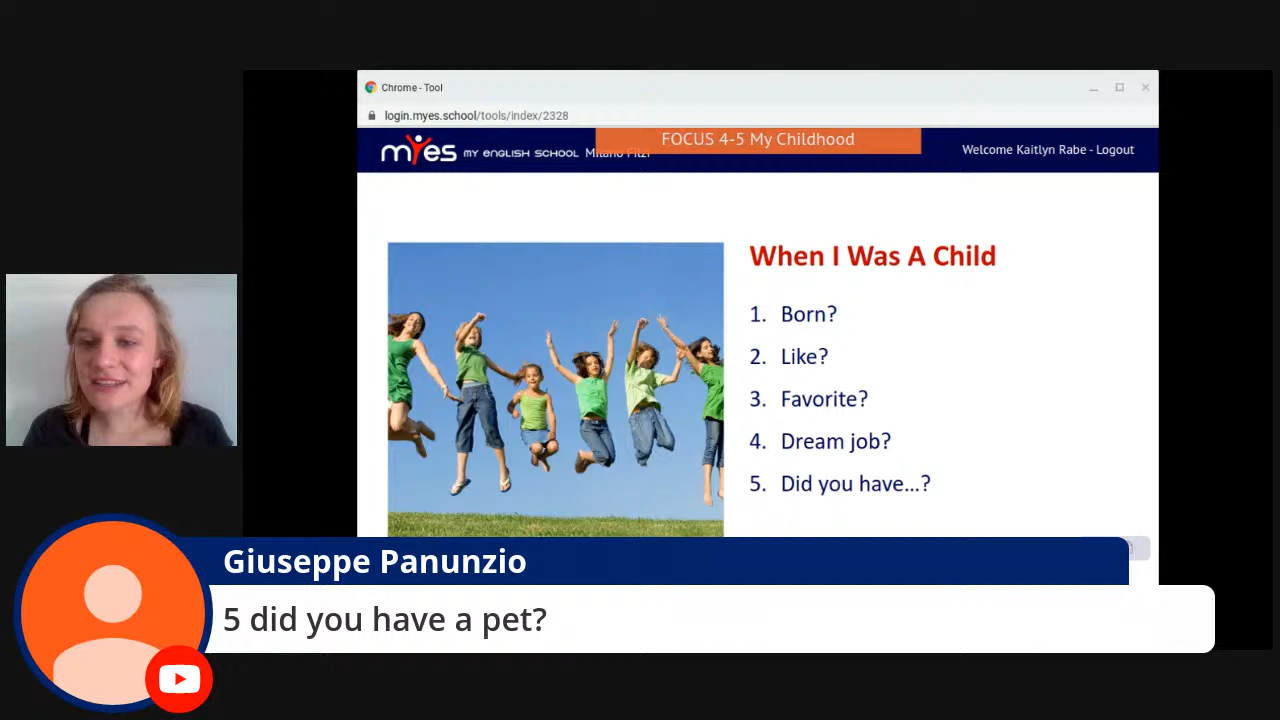 Chrome - Tool
login.myes.school/tools/index/2328
FOCUS 4-5 My Childhood
myes MY ENGLISH SCHOOL Milano Filzi
Welcome Kaitlyn Rabe - Logout
When I Was A Child
1. Born?
2. Like?
3. Favorite?
4. Dream job?
5. Did you have...?
Giuseppe Panunzio
5 did you have a pet?